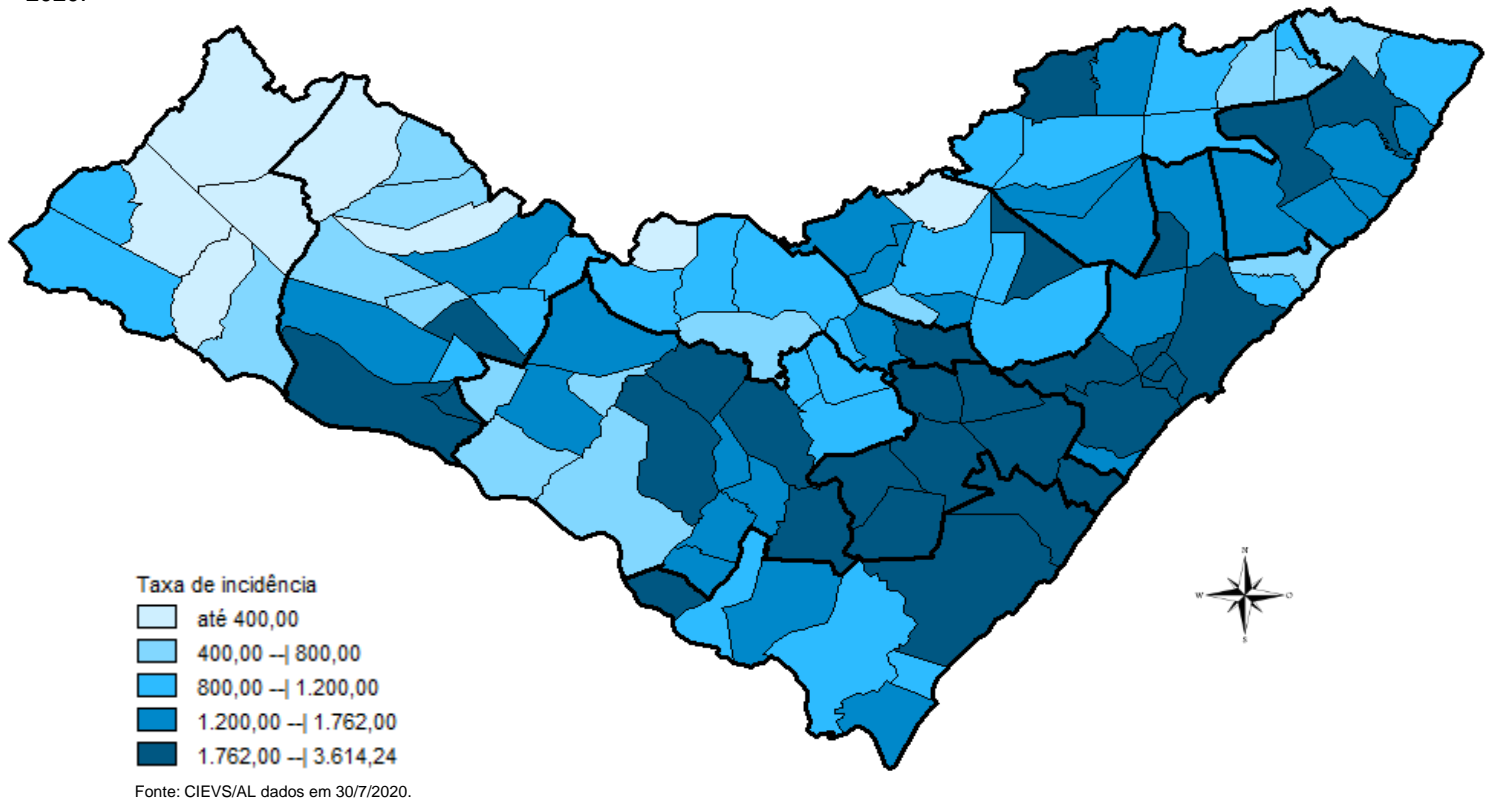 2020.
Taxa de incidência
até 400,00
400,00 --| 800,00
800,00 --| 1.200,00
1.200,00 --| 1.762,00
1.762,00 --| 3.614,24
Fonte: CIEVS/AL dados em 30/7/2020.
N
W O
S